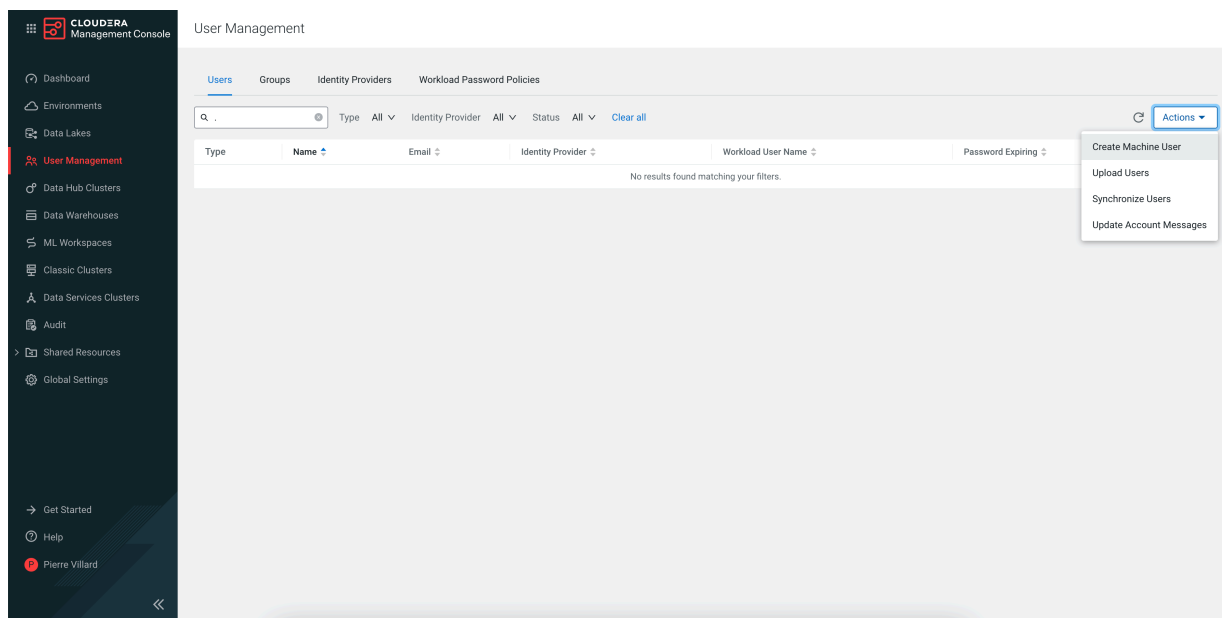 CLOUDERA
Management Console
User Management
Dashboard
Environments
Data Lakes
User Management
Data Hub Clusters
Data Warehouses
ML Workspaces
Classic Clusters
Data Services Clusters
Audit
Shared Resources
Global Settings
Get Started
Help
P Pierre Villard
Users Groups Identity Providers Workload Password Policies
. Type All Identity Provider All Status All Clear all Actions
Type Name Email Identity Provider Workload User Name Password Expiring
No results found matching your filters.
Create Machine User
Upload Users
Synchronize Users
Update Account Messages